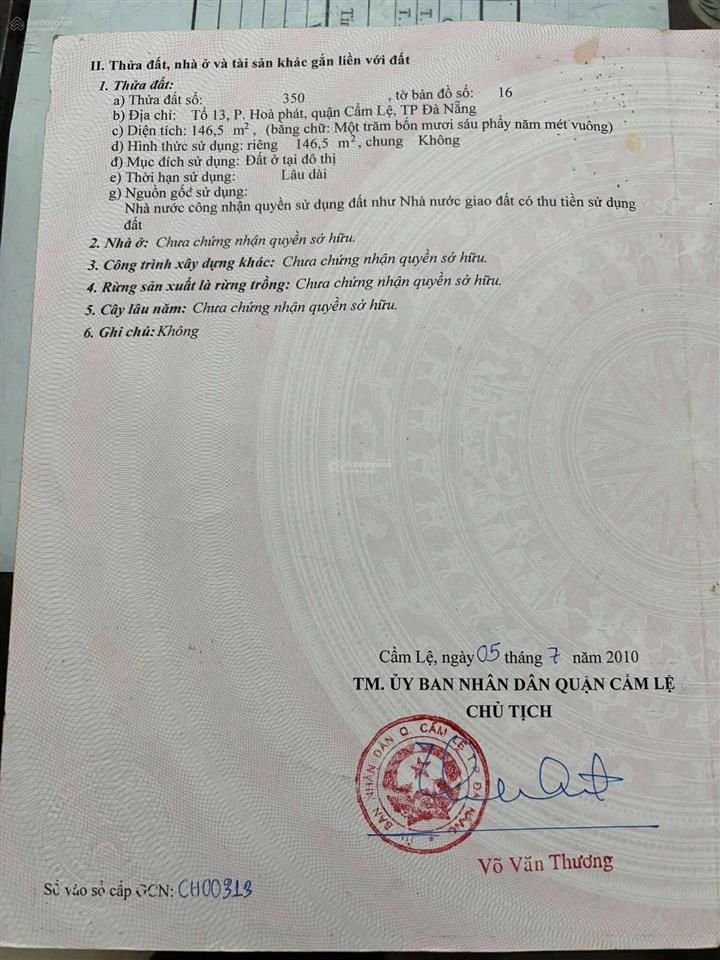 II. Thửa đất, nhà ở và tài sản khác gắn liền với đất
1. Thửa đất:
a) Thửa đất số: 350 , tờ bản đồ số: 16
b) Địa chỉ: Tổ 13, P. Hoà phát, quận Cẩm Lệ, TP Đà Nẵng
c) Diện tích: 146,5 m², (bằng chữ: Một trăm bốn mươi sáu phẩy năm mét vuông)
d) Hình thức sử dụng: riêng 146,5 m², chung Không
đ) Mục đích sử dụng: Đất ở tại đô thị
e) Thời hạn sử dụng: Lâu dài
g) Nguồn gốc sử dụng:
Nhà nước công nhận quyền sử dụng đất như Nhà nước giao đất có thu tiền sử dụng
đất
2. Nhà ở: Chưa chứng nhận quyền sở hữu.
3. Công trình xây dựng khác: Chưa chứng nhận quyền sở hữu.
4. Rừng sản xuất là rừng trồng: Chưa chứng nhận quyền sở hữu.
5. Cây lâu năm: Chưa chứng nhận quyền sở hữu.
6. Ghi chú: Không
Batdongsan
Cẩm Lệ, ngày 05 tháng 7 năm 2010
TM. ỦY BAN NHÂN DÂN QUẬN CẨM LỆ
CHỦ TỊCH
BAN NHÂN DÂN Q. CẨM LỆ T.P ĐÀ NẴNG
Võ Văn Thương
Số vào sổ cấp GCN: CH00313